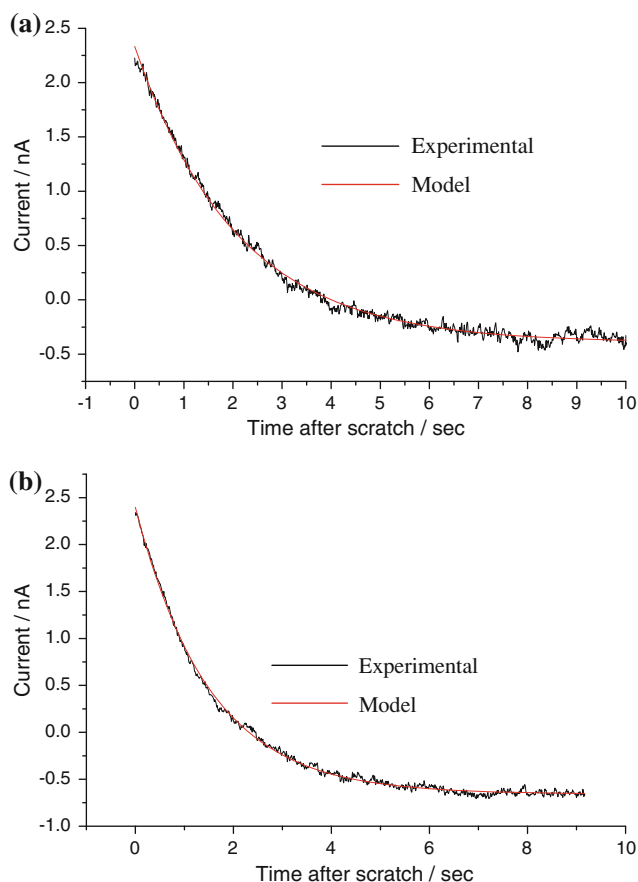 (a)
2.5
2.0
1.5
1.0
0.5
0.0
-0.5
Current / nA
Experimental
Model
-1 0 1 2 3 4 5 6 7 8 9 10
Time after scratch / sec
(b)
2.5
2.0
1.5
1.0
0.5
0.0
-0.5
-1.0
Current / nA
Experimental
Model
0 2 4 6 8 10
Time after scratch / sec